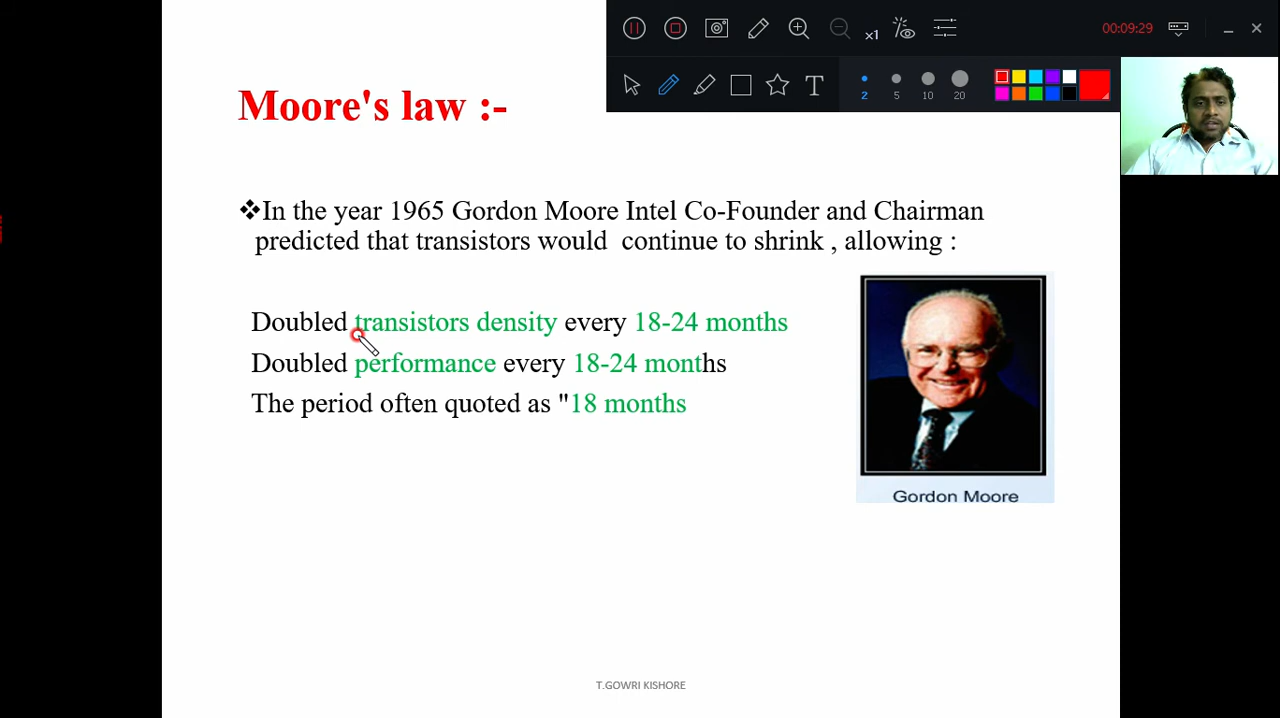 x1
00:09:29
2
5
10
20
T
Moore's law :-
❖In the year 1965 Gordon Moore Intel Co-Founder and Chairman
predicted that transistors would continue to shrink , allowing :
Doubled transistors density every 18-24 months
Doubled performance every 18-24 months
The period often quoted as "18 months
Gordon Moore
T.GOWRI KISHORE